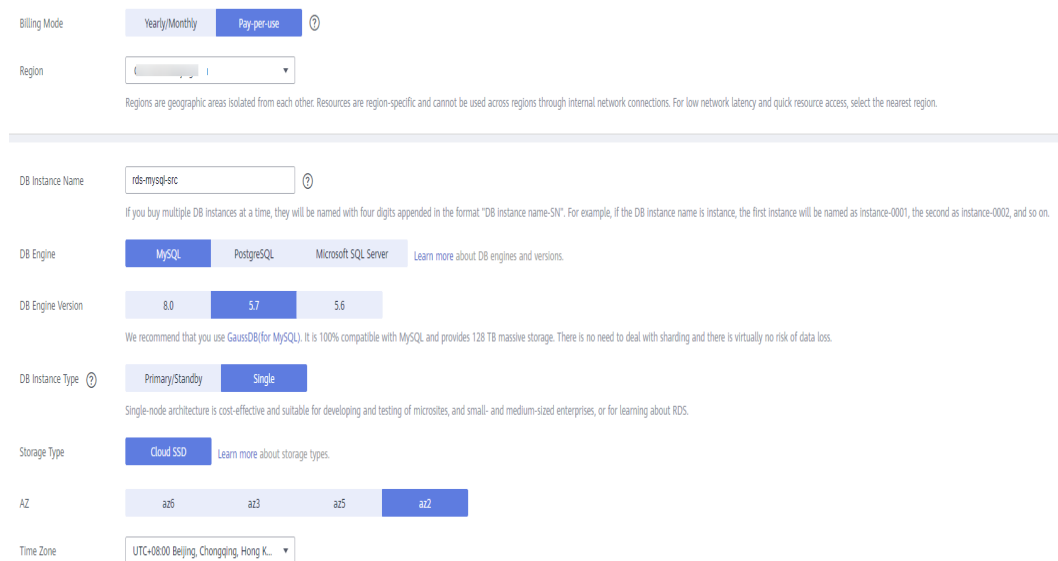 Billing Mode Yearly/Monthly Pay-per-use ?
Region
Regions are geographic areas isolated from each other. Resources are region-specific and cannot be used across regions through internal network connections. For low network latency and quick resource access, select the nearest region.
DB Instance Name rds-mysql-src ?
If you buy multiple DB instances at a time, they will be named with four digits appended in the format "DB instance name-SN". For example, if the DB instance name is instance, the first instance will be named as instance-0001, the second as instance-0002, and so on.
DB Engine MySQL PostgreSQL Microsoft SQL Server Learn more about DB engines and versions.
DB Engine Version 8.0 5.7 5.6
We recommend that you use GaussDB(for MySQL). It is 100% compatible with MySQL and provides 128 TB massive storage. There is no need to deal with sharding and there is virtually no risk of data loss.
DB Instance Type ? Primary/Standby Single
Single-node architecture is cost-effective and suitable for developing and testing of microsites, and small- and medium-sized enterprises, or for learning about RDS.
Storage Type Cloud SSD Learn more about storage types.
AZ az6 az3 az5 az2
Time Zone UTC+08:00 Beijing, Chongqing, Hong K...